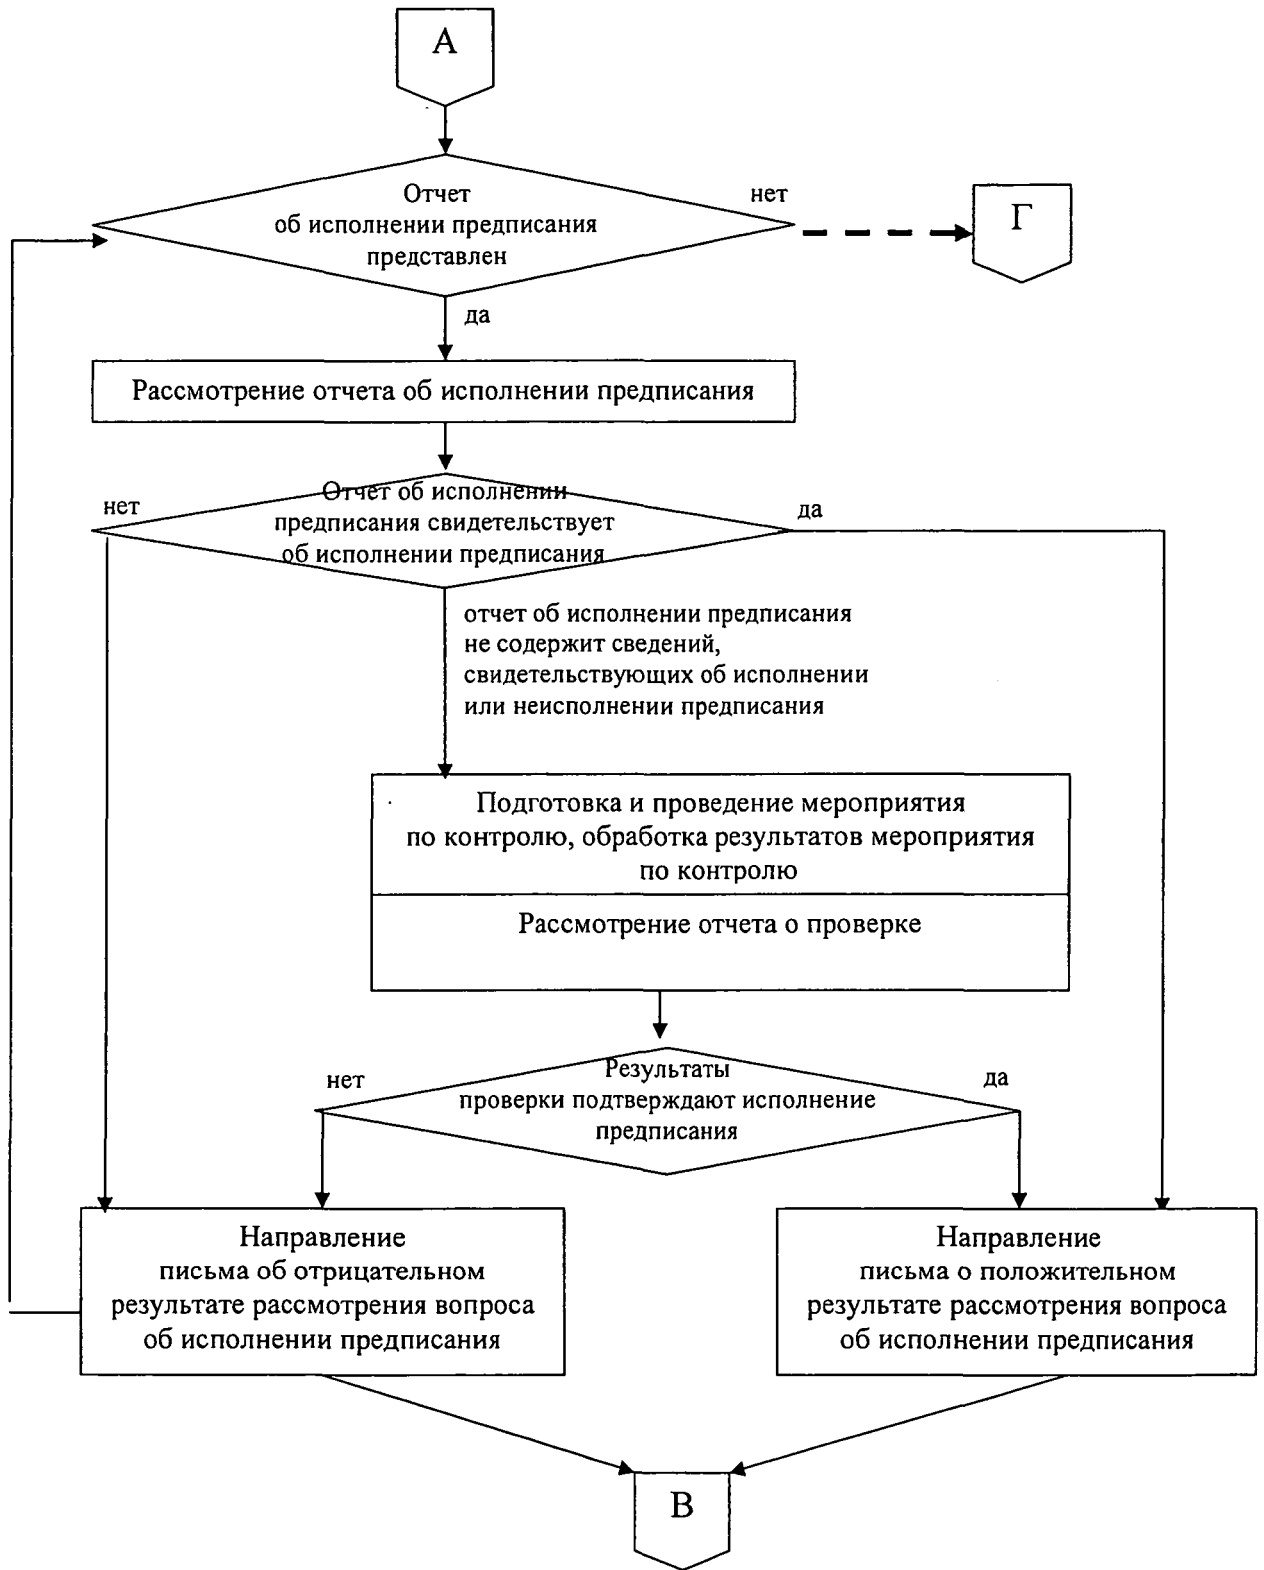 А
Отчет
об исполнении предписания
представлен
нет
Г
да
Рассмотрение отчета об исполнении предписания
нет
Отчет об исполнении
предписания свидетельствует
об исполнении предписания
да
отчет об исполнении предписания
не содержит сведений,
свидетельствующих об исполнении
или неисполнении предписания
Подготовка и проведение мероприятия
по контролю, обработка результатов мероприятия
по контролю
Рассмотрение отчета о проверке
нет
Результаты
проверки подтверждают исполнение
предписания
да
Направление
письма об отрицательном
результате рассмотрения вопроса
об исполнении предписания
Направление
письма о положительном
результате рассмотрения вопроса
об исполнении предписания
В